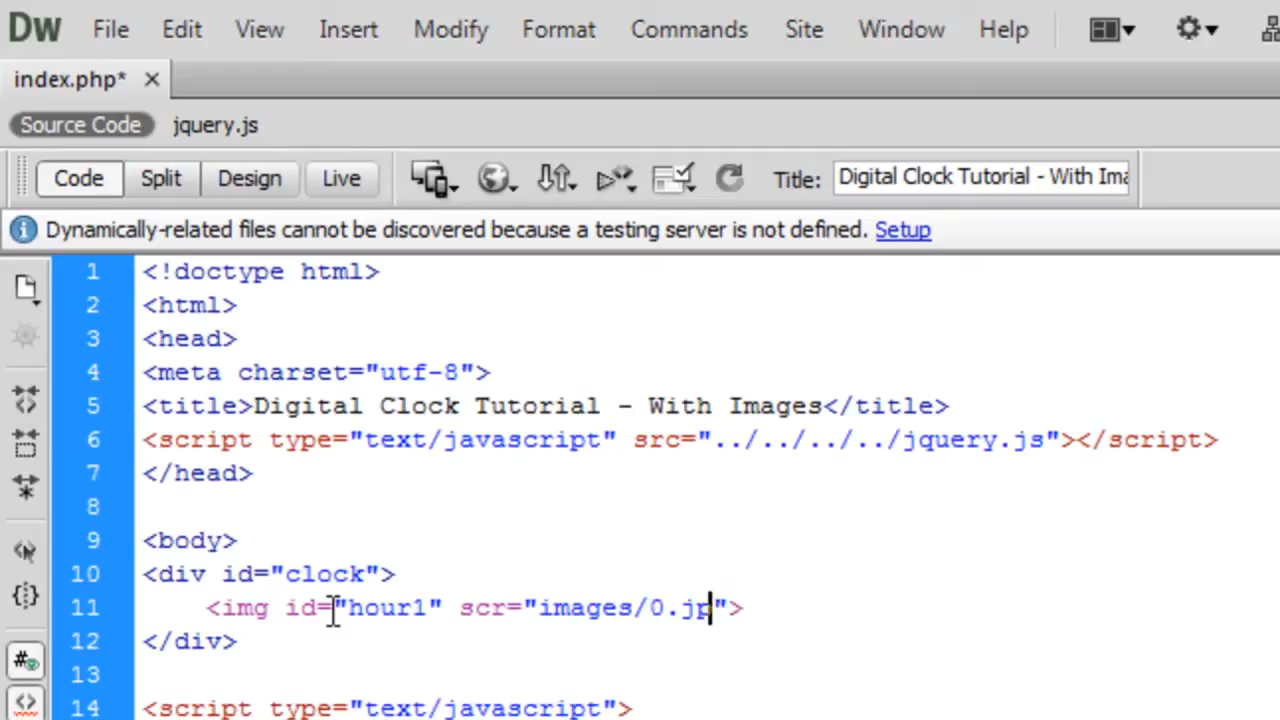 Dw File Edit View Insert Modify Format Commands Site Window Help
index.php*
Source Code jquery.js
Code Split Design Live Title: Digital Clock Tutorial - With Ima
Dynamically-related files cannot be discovered because a testing server is not defined. Setup
1 <!doctype html>
2 <html>
3 <head>
4 <meta charset="utf-8">
5 <title>Digital Clock Tutorial - With Images</title>
6 <script type="text/javascript" src="../../../../jquery.js"></script>
7 </head>
8
9 <body>
10 <div id="clock">
11 <img id="hour1" scr="images/0.jp">
12 </div>
13
14 <script type="text/javascript">